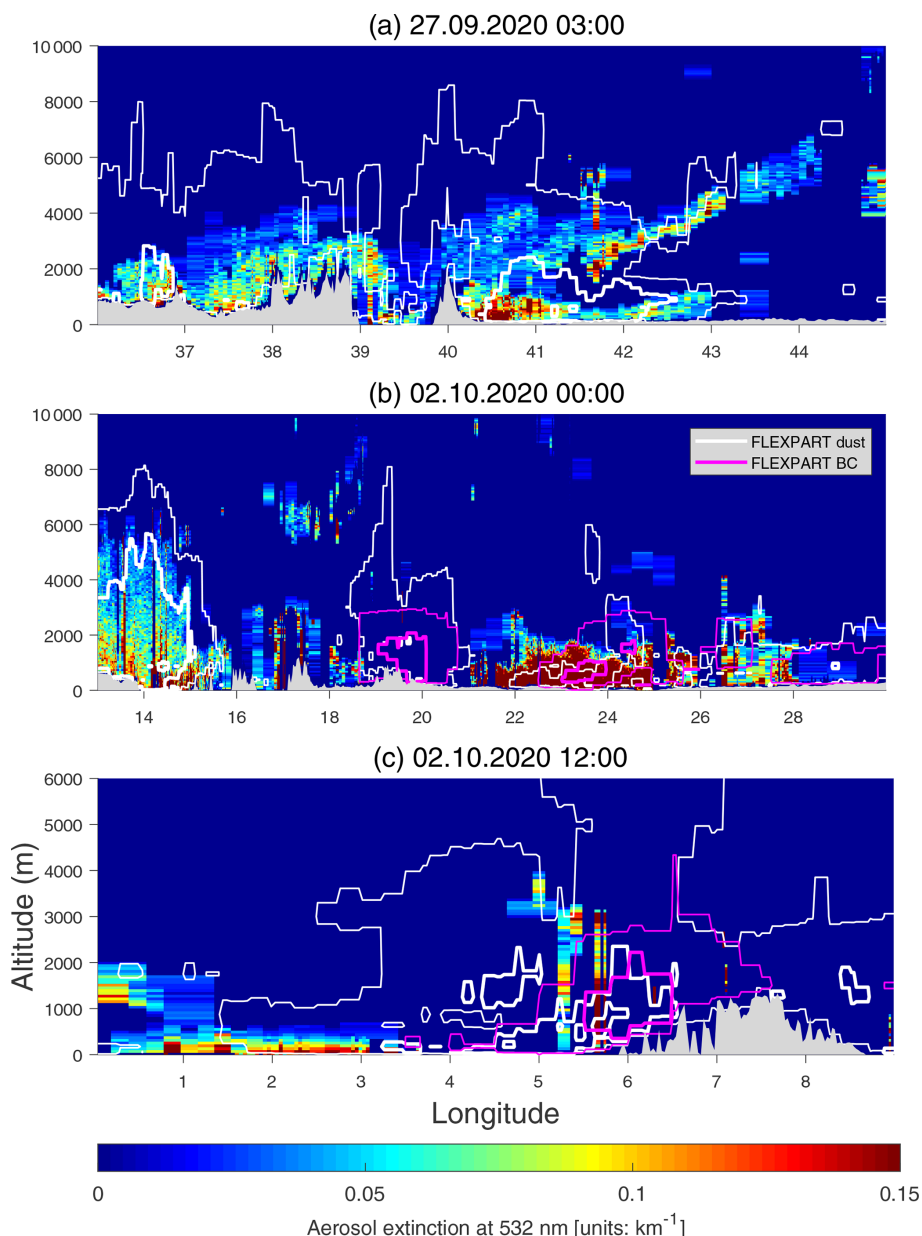 (a) 27.09.2020 03:00
10 000
8000
6000
4000
2000
0
37 38 39 40 41 42 43 44
(b) 02.10.2020 00:00
10 000
8000
6000
4000
2000
0
FLEXPART dust
FLEXPART BC
14 16 18 20 22 24 26 28
(c) 02.10.2020 12:00
6000
5000
4000
3000
2000
1000
0
Altitude (m)
1 2 3 4 5 6 7 8
Longitude
0 0.05 0.1 0.15
Aerosol extinction at 532 nm [units: km⁻¹]